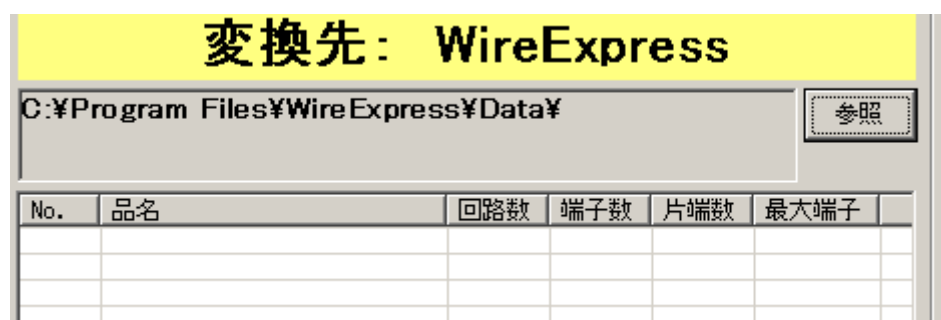 変換先: WireExpress
C:¥Program Files¥WireExpress¥Data¥
参照
No. 品名 回路数 端子数 片端数 最大端子